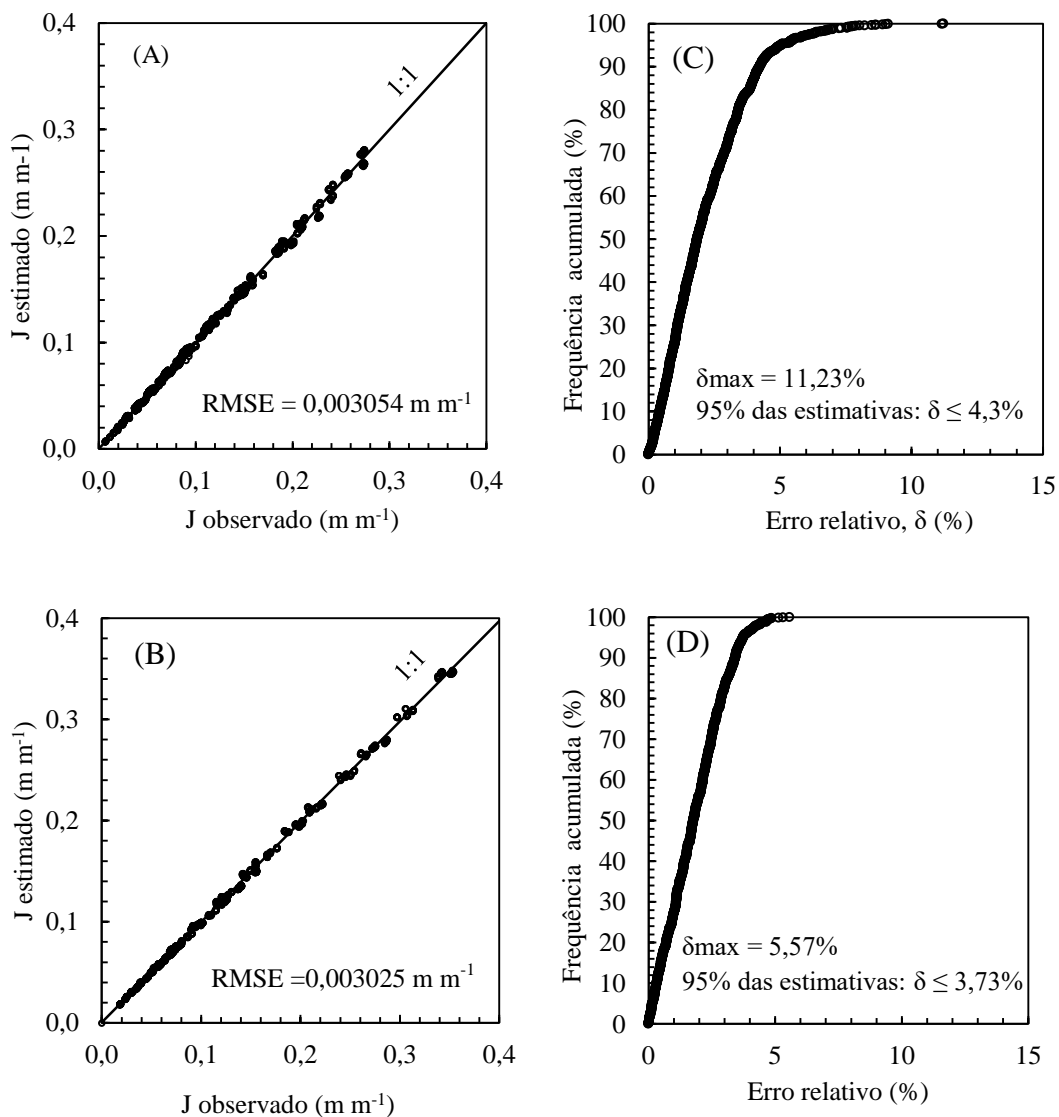 (A)
1:1
RMSE = 0,003054 m m⁻¹
J estimado (m m-1)
0,4
0,3
0,2
0,1
0,0
0,0 0,1 0,2 0,3 0,4
J observado (m m⁻¹)
(C)
δmax = 11,23%
95% das estimativas: δ ≤ 4,3%
Frequência acumulada (%)
100
90
80
70
60
50
40
30
20
10
0
0 5 10 15
Erro relativo, δ (%)
(B)
1:1
RMSE =0,003025 m m⁻¹
J estimado (m m⁻¹)
0,4
0,3
0,2
0,1
0,0
0,0 0,1 0,2 0,3 0,4
J observado (m m⁻¹)
(D)
δmax = 5,57%
95% das estimativas: δ ≤ 3,73%
Frequência acumulada (%)
100
90
80
70
60
50
40
30
20
10
0
0 5 10 15
Erro relativo (%)